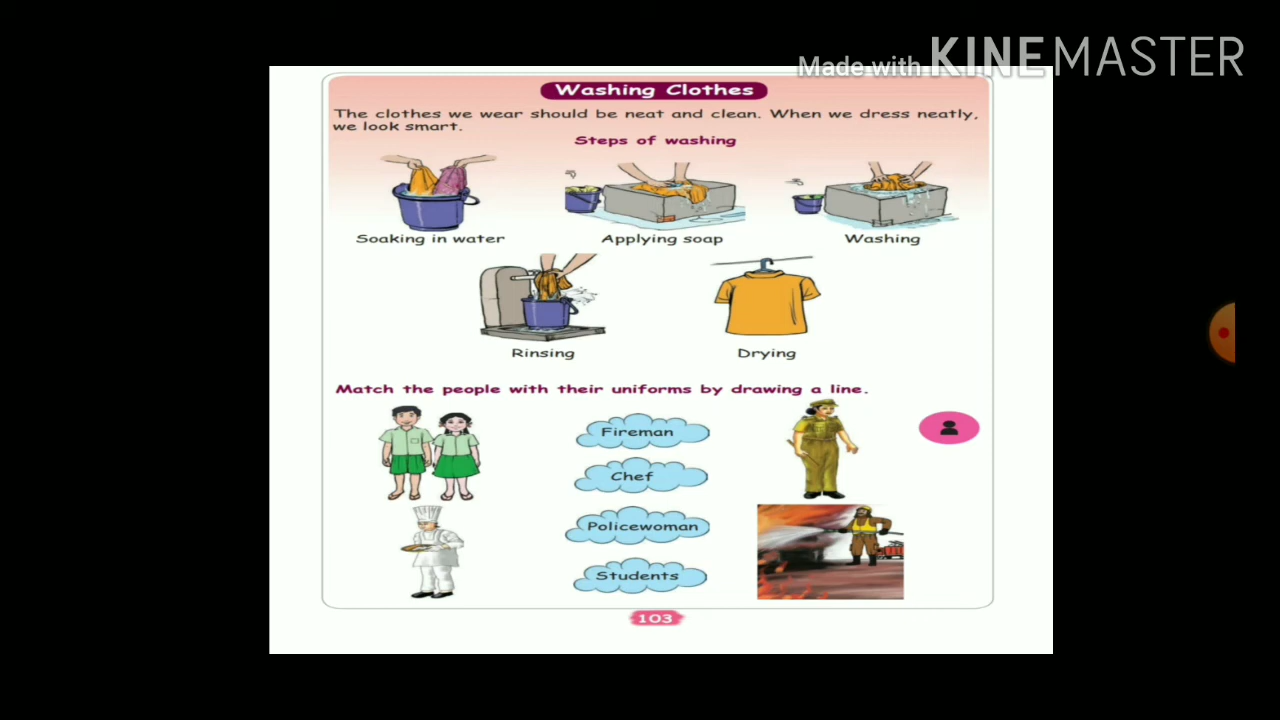 Made with KINEMASTER
Washing Clothes
The clothes we wear should be neat and clean. When we dress neatly,
we look smart.
Steps of washing
Soaking in water
Applying soap
Washing
Rinsing
Drying
Match the people with their uniforms by drawing a line.
Fireman
Chef
Policewoman
Students
103